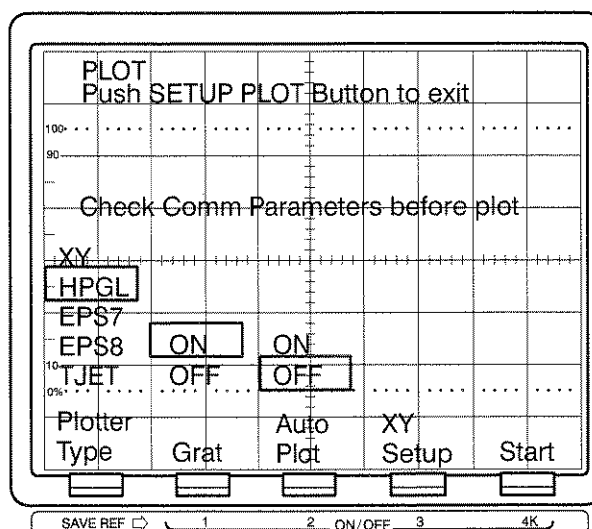 PLOT
Push SETUP PLOT Button to exit
100
90
Check Comm Parameters before plot
XY
HPGL
EPS7
EPS8 ON ON
10
TJET OFF OFF
0%
Plotter Auto XY
Type Grat Plot Setup Start
SAVE REF ⇨ 1 2 ON/OFF 3 4K